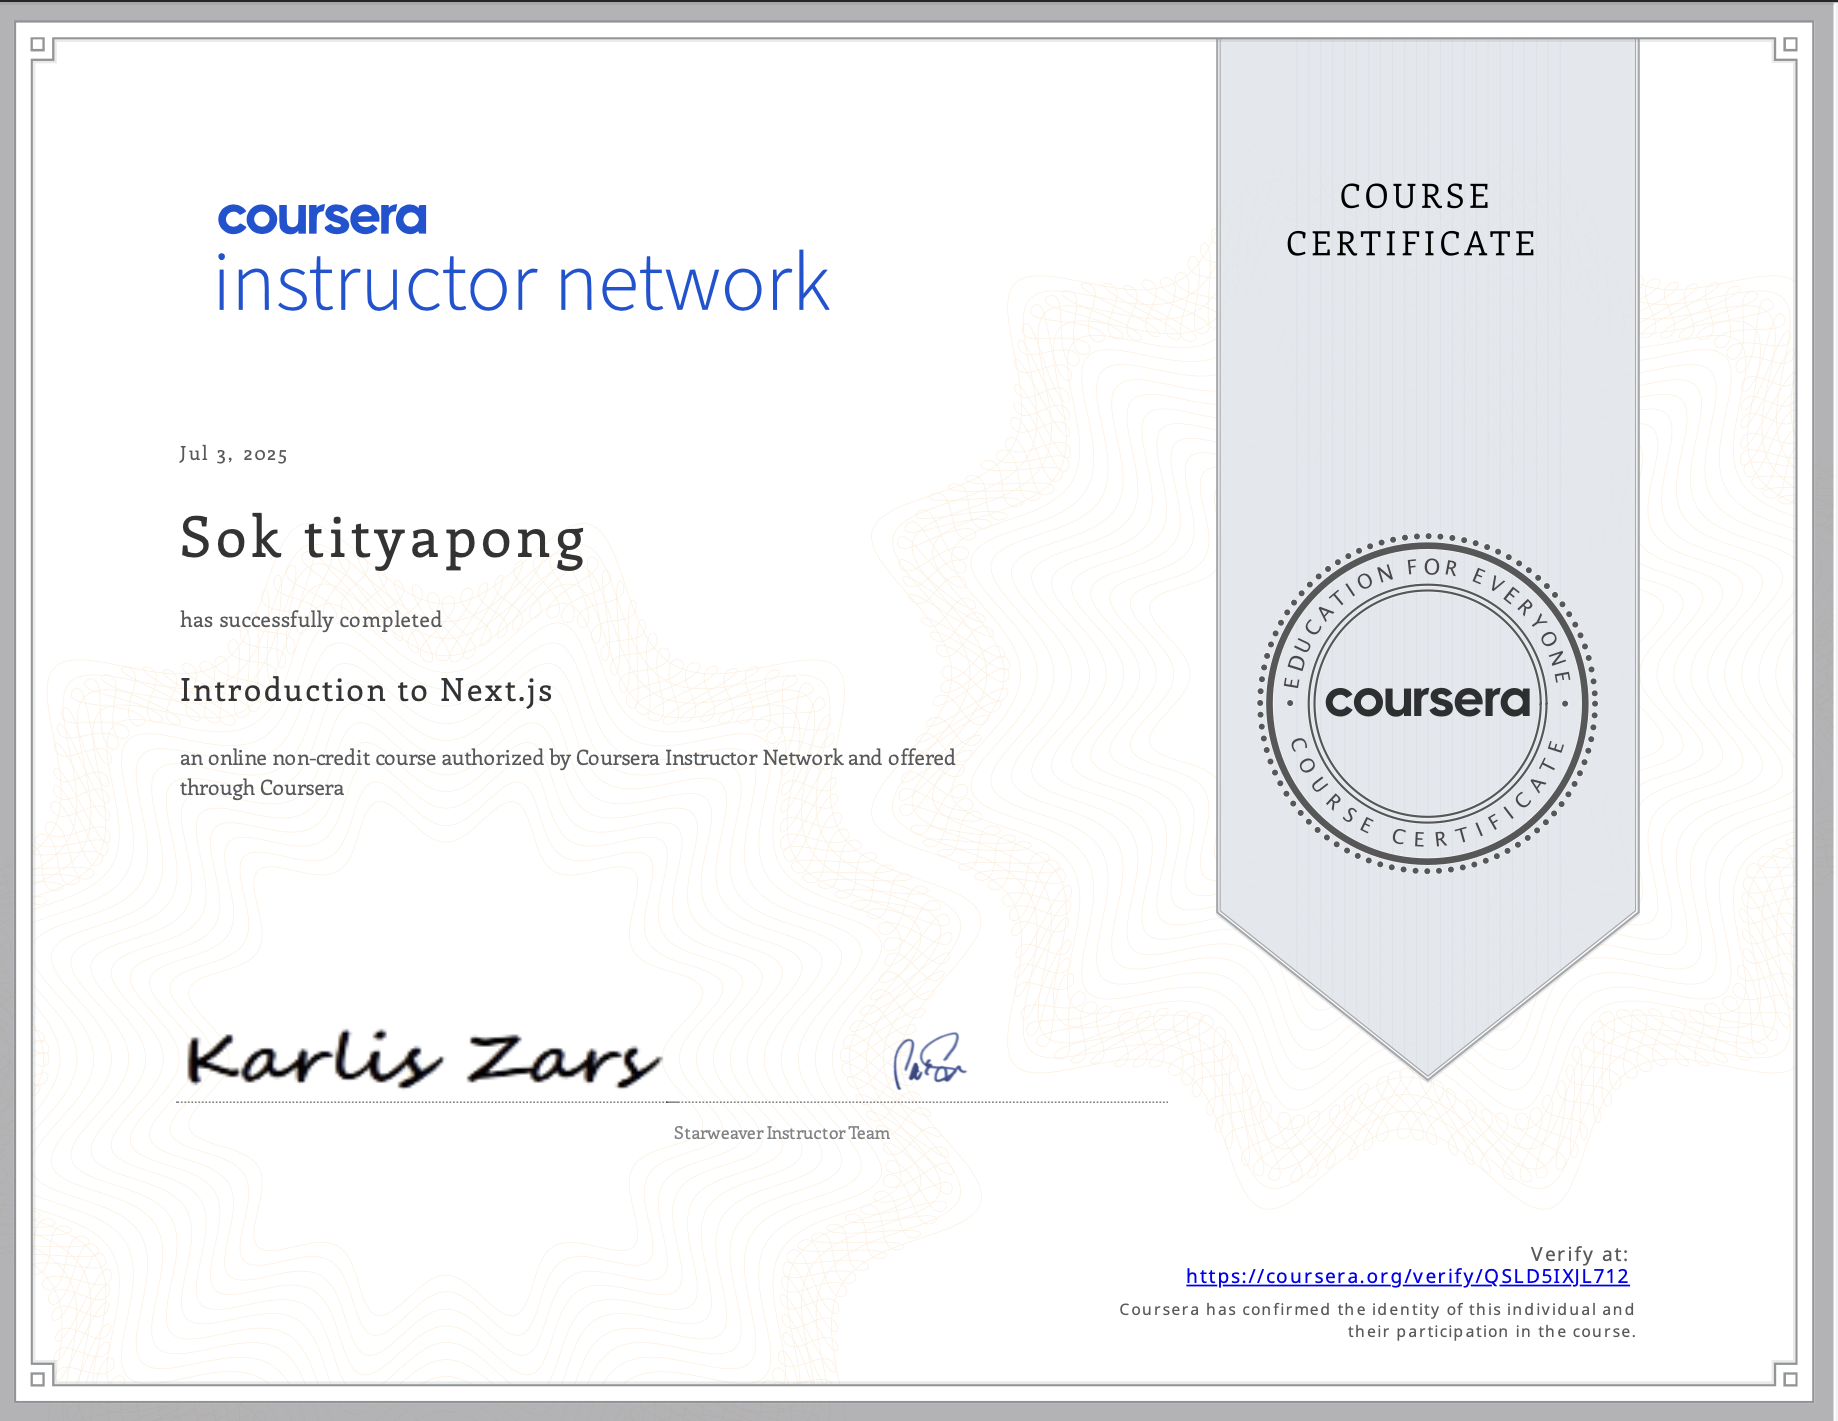 coursera
instructor network
COURSE
CERTIFICATE
Jul 3, 2025
Sok tityapong
has successfully completed
Introduction to Next.js
an online non-credit course authorized by Coursera Instructor Network and offered
through Coursera
EDUCATION FOR EVERYONE
coursera
COURSE CERTIFICATE
Karlis Zars
Starweaver Instructor Team
Verify at:
https://coursera.org/verify/QSLD5IXJL712
Coursera has confirmed the identity of this individual and
their participation in the course.